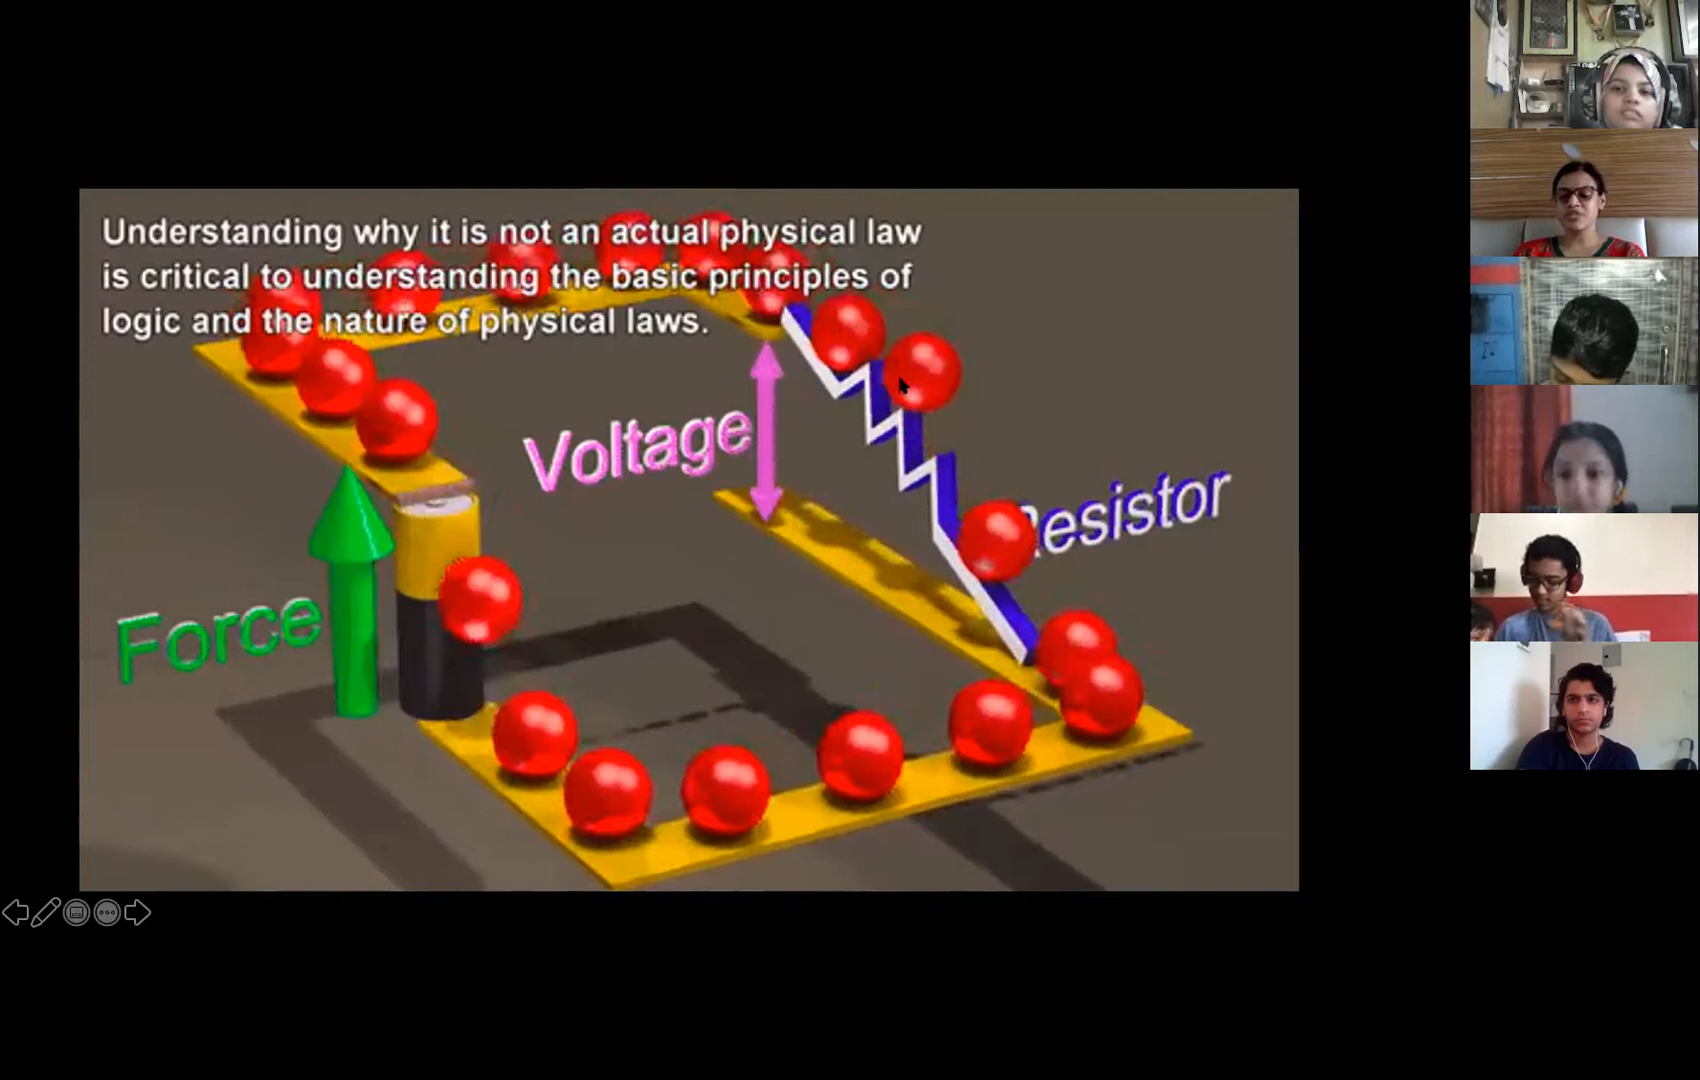 Understanding why it is not an actual physical law
is critical to understanding the basic principles of
logic and the nature of physical laws.
Voltage
Resistor
Force